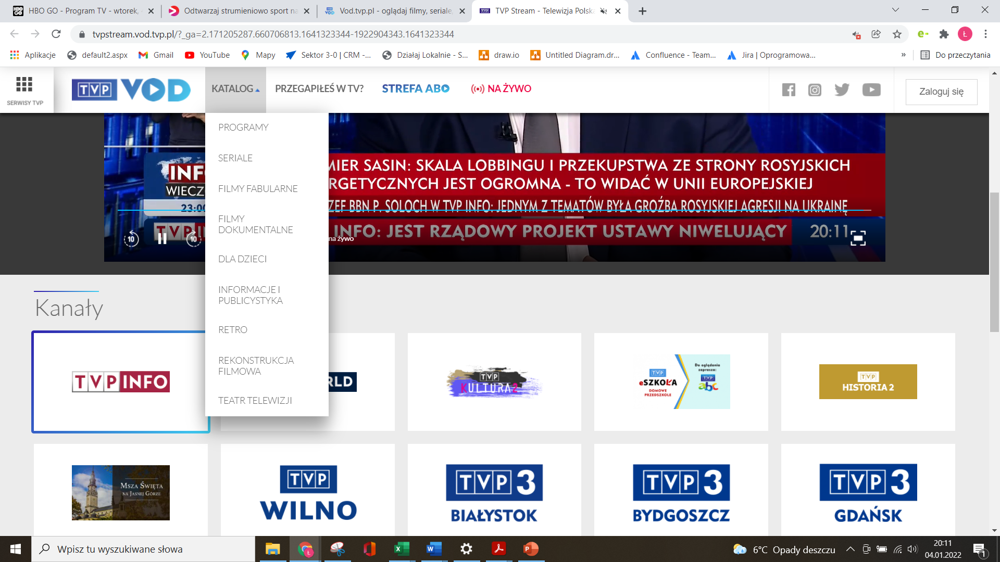 HBO GO - Program TV - wtorek,
Odtwarzaj strumieniowo sport na
Vod.tvp.pl - oglądaj filmy, seriale,
TVP Stream - Telewizja Polska
tvpstream.vod.tvp.pl/?_ga=2.171205287.660706813.1641323344-1922904343.1641323344
Ł
Aplikacje
default2.aspx
Gmail
YouTube
Mapy
Sektor 3-0 | CRM -...
Działaj Lokalnie - S...
draw.io
Untitled Diagram.dr...
Confluence - Team...
Jira | Oprogramowa...
»
Do przeczytania
SERWISY TVP
TVP VOD
KATALOG
PRZEGAPIŁEŚ W TV?
STREFA ABO
NA ŻYWO
Zaloguj się
PROGRAMY
SERIALE
FILMY FABULARNE
FILMY
DOKUMENTALNE
DLA DZIECI
INFORMACJE I
PUBLICYSTYKA
RETRO
REKONSTRUKCJA
FILMOWA
TEATR TELEWIZJI
MIER SASIN: SKALA LOBBINGU I PRZEKUPSTWA ZE STRONY ROSYJSKICH
RGETYCZNYCH JEST OGROMNA - TO WIDAĆ W UNII EUROPEJSKIEJ
ZEF BBN P. SOLOCH W TVP INFO: JEDNYM Z TEMATÓW BYŁA GROŹBA ROSYJSKIEJ AGRESJI NA UKRAINĘ
INFO
WIECZ
23:00
TVP IN
INFO: JEST RZĄDOWY PROJEKT USTAWY NIWELUJĄCY
20:11
10
10
na żywo
Kanały
TVP INFO
RLD
TVP
KULTURA 2
TVP
eSZKOŁA
DOMOWE
PRZEDSZKOLE
Do oglądania
zaprasza:
TVP
abc
TVP
HISTORIA 2
MSZA ŚWIĘTA
NA JASNEJ GÓRZE
TVP
WILNO
TVP 3
BIAŁYSTOK
TVP 3
BYDGOSZCZ
TVP 3
GDAŃSK
Wpisz tu wyszukiwane słowa
6°C Opady deszczu
20:11
04.01.2022
1